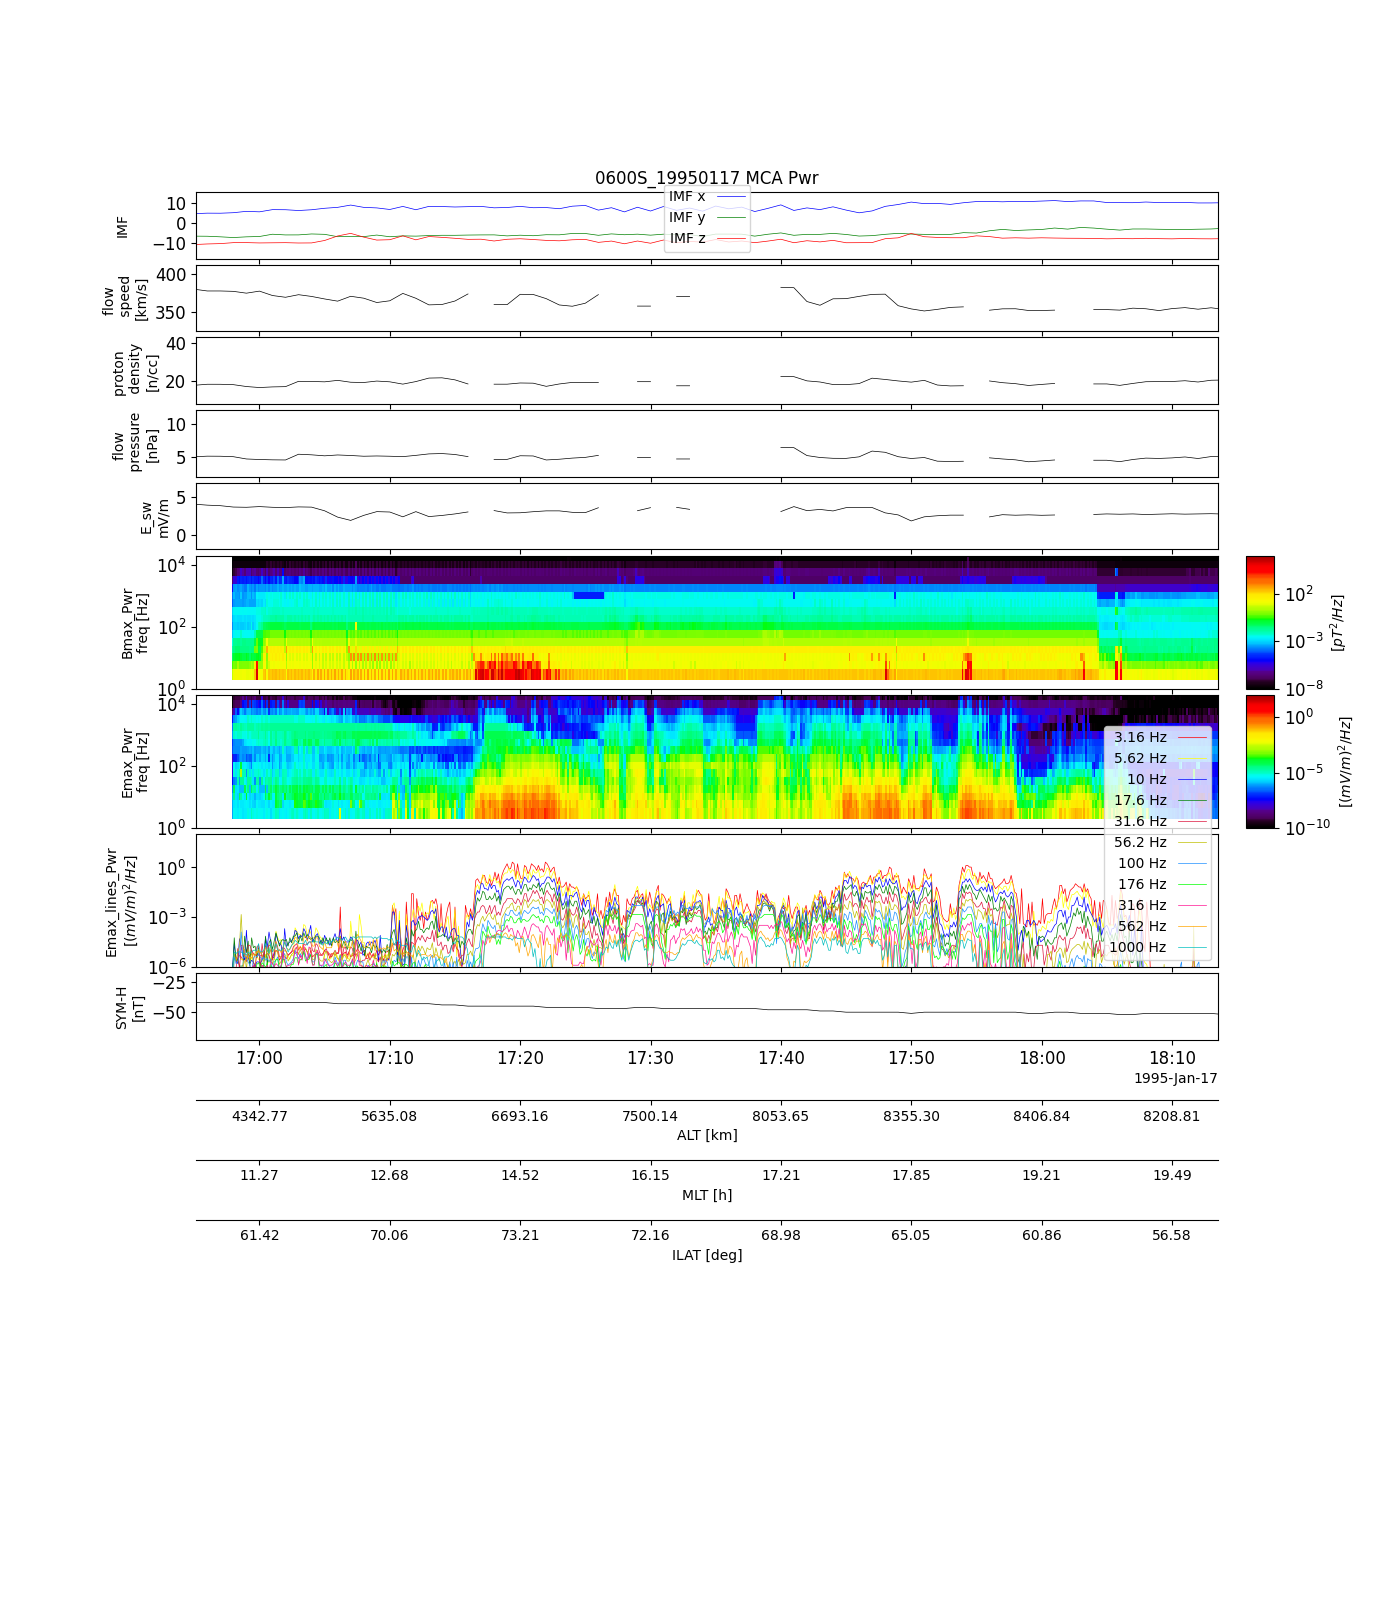 0600S_19950117 MCA Pwr
IMF
10
0
−10
IMF x
IMF y
IMF z
flow
speed
[km/s]
400
350
proton
density
[n/cc]
40
20
flow
pressure
[nPa]
10
5
E_sw
mV/m
5
0
Bmax_Pwr
freq [Hz]
10^4
10^2
10^0
10^2
10^−3
10^−8
[pT^2/Hz]
Emax_Pwr
freq [Hz]
10^4
10^2
10^0
10^0
10^−5
10^−10
[(mV/m)^2/Hz]
3.16 Hz
5.62 Hz
10 Hz
17.6 Hz
31.6 Hz
56.2 Hz
100 Hz
176 Hz
316 Hz
562 Hz
1000 Hz
Emax_lines_Pwr
[(mV/m)^2/Hz]
10^0
10^−3
10^−6
SYM-H
[nT]
−25
−50
17:00 17:10 17:20 17:30 17:40 17:50 18:00 18:10
1995-Jan-17
4342.77 5635.08 6693.16 7500.14 8053.65 8355.30 8406.84 8208.81
ALT [km]
11.27 12.68 14.52 16.15 17.21 17.85 19.21 19.49
MLT [h]
61.42 70.06 73.21 72.16 68.98 65.05 60.86 56.58
ILAT [deg]